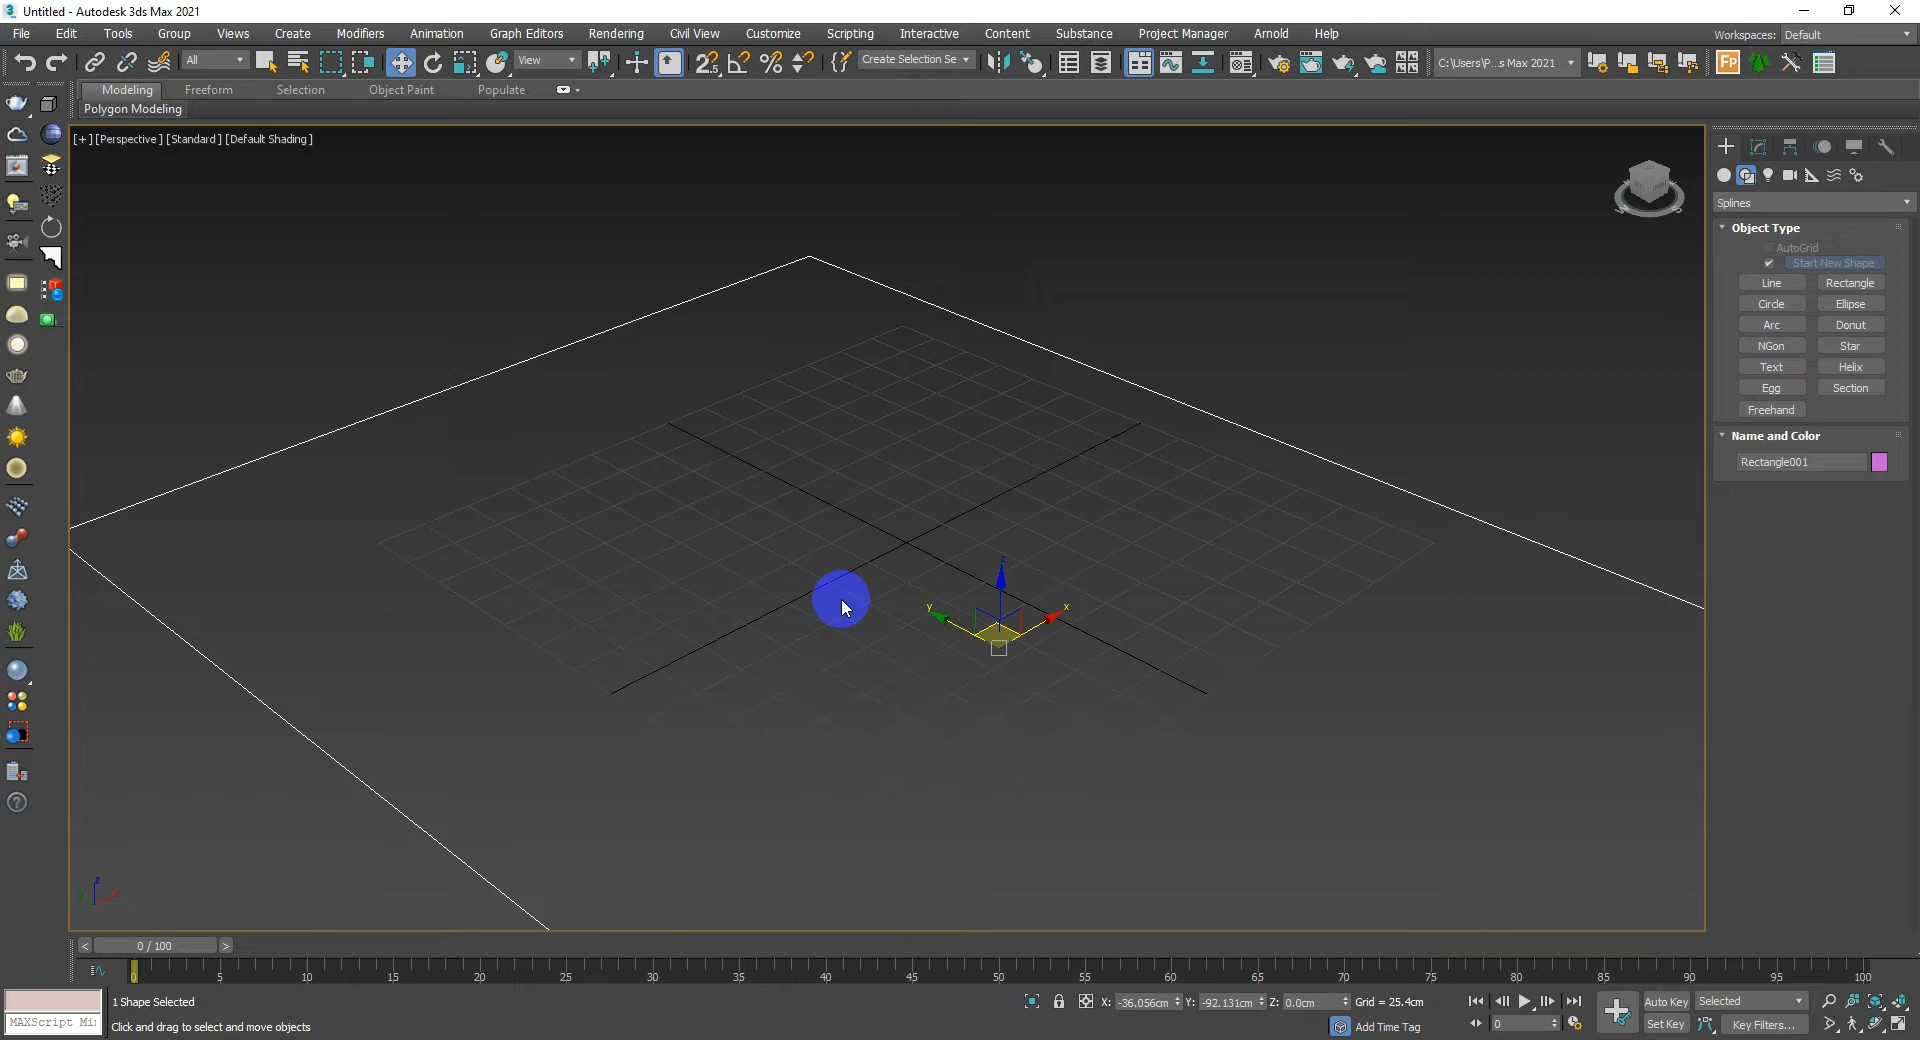 Untitled - Autodesk 3ds Max 2021
File Edit Tools Group Views Create Modifiers Animation Graph Editors Rendering Civil View Customize Scripting Interactive Content Substance Project Manager Arnold Help
Workspaces: Default
All View Create Selection Se C:\Users\P...s Max 2021
Modeling Freeform Selection Object Paint Populate
Polygon Modeling
[+] [Perspective] [Standard] [Default Shading]
Splines
Object Type
AutoGrid
Start New Shape
Line Rectangle
Circle Ellipse
Arc Donut
NGon Star
Text Helix
Egg Section
Freehand
Name and Color
Rectangle001
z
y x
z
y x
< 0 / 100 >
0 5 10 15 20 25 30 35 40 45 50 55 60 65 70 75 80 85 90 95 100
1 Shape Selected
X: -36.056cm Y: -92.131cm Z: 0.0cm Grid = 25.4cm
Auto Key Selected
MAXScript Mi
Click and drag to select and move objects
Add Time Tag
0
Set Key Key Filters...